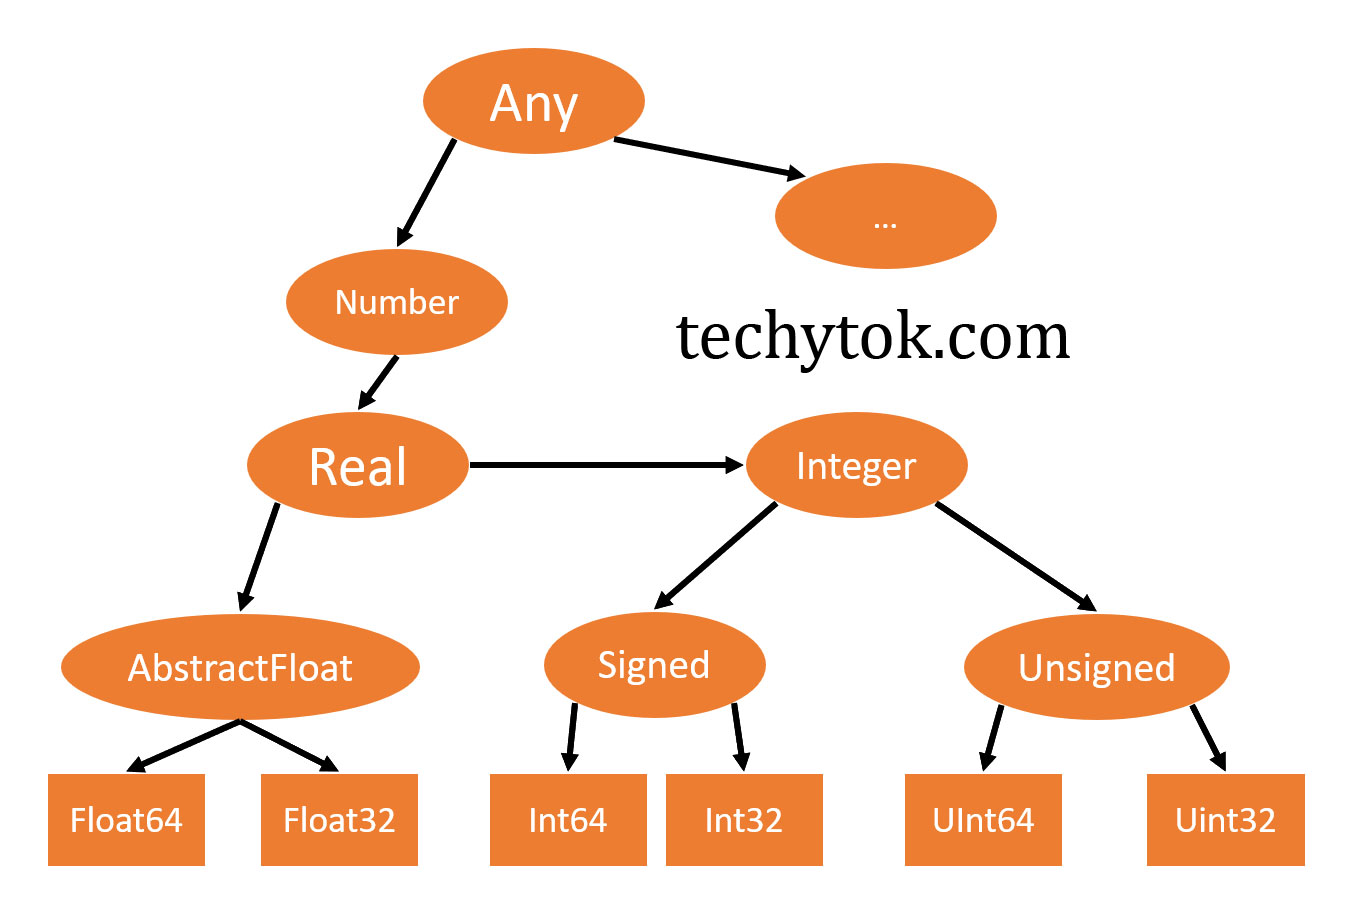 Any
...
Number
techytok.com
Real
Integer
AbstractFloat
Signed
Unsigned
Float64
Float32
Int64
Int32
UInt64
Uint32